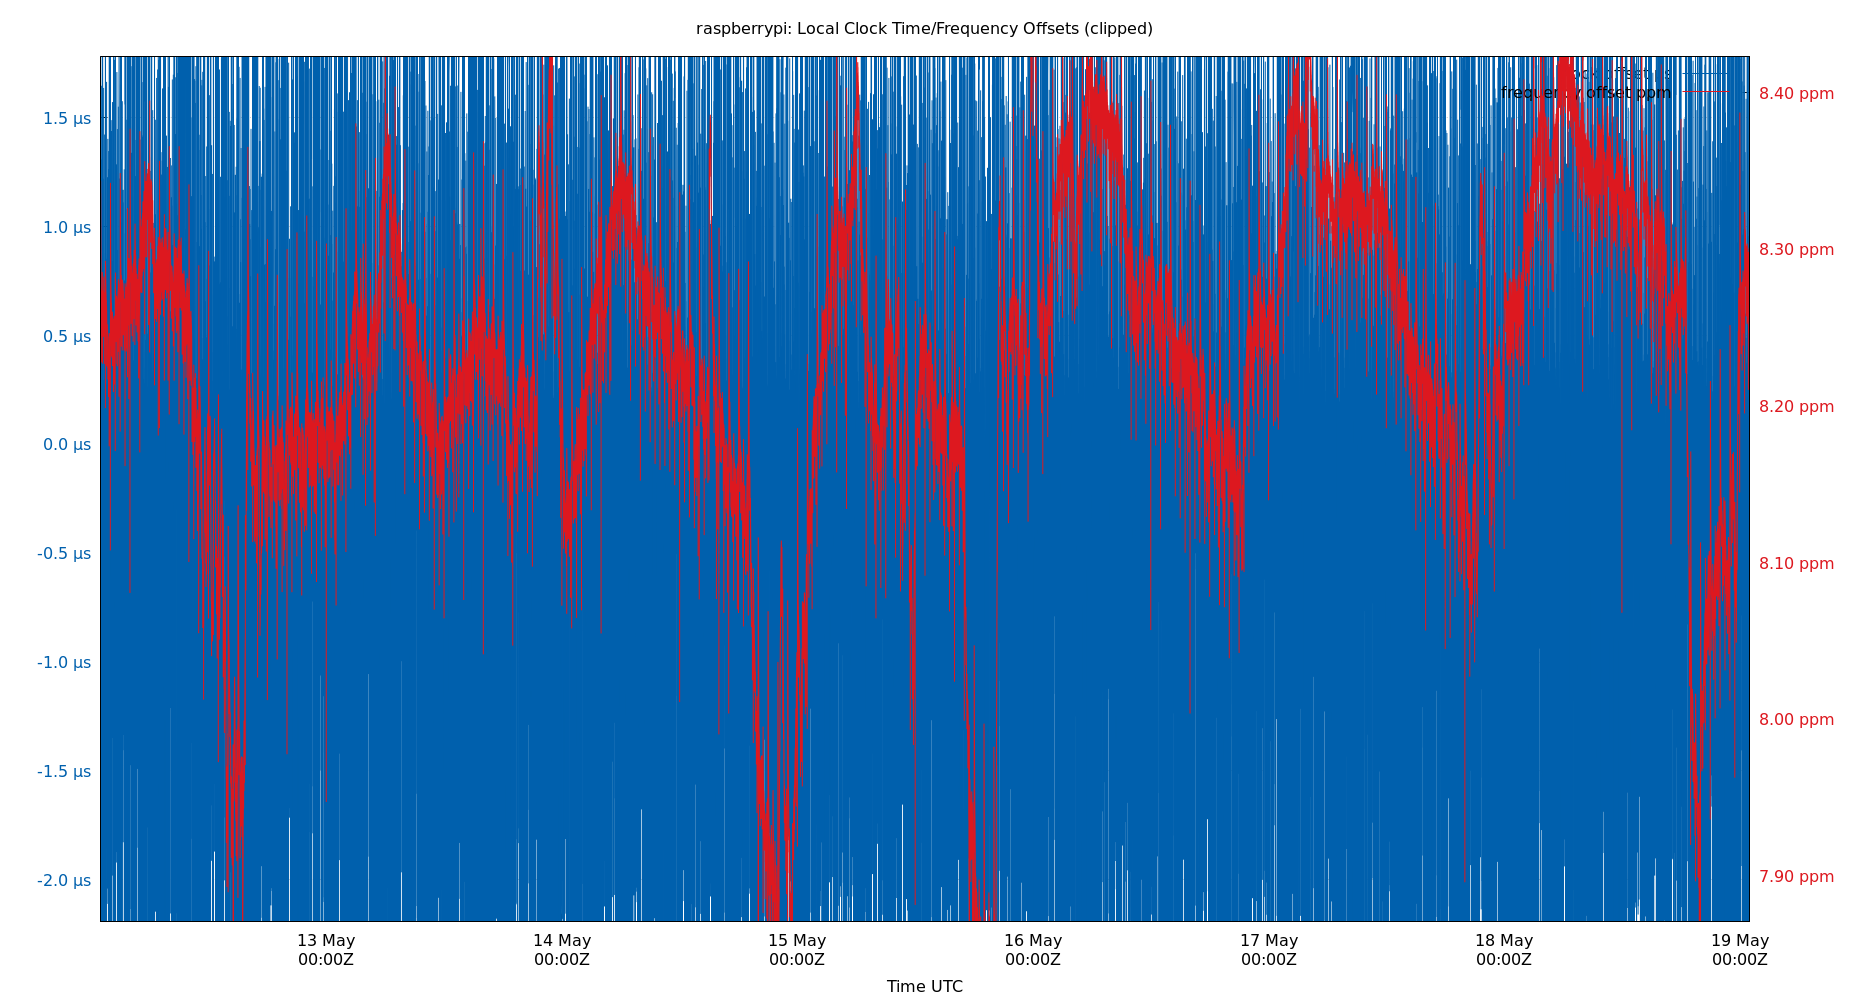 raspberrypi: Local Clock Time/Frequency Offsets (clipped)
frequency offset ppm
1.5 µs
1.0 µs
0.5 µs
0.0 µs
-0.5 µs
-1.0 µs
-1.5 µs
-2.0 µs
8.40 ppm
8.30 ppm
8.20 ppm
8.10 ppm
8.00 ppm
7.90 ppm
13 May 14 May 15 May 16 May 17 May 18 May 19 May
00:00Z 00:00Z 00:00Z 00:00Z 00:00Z 00:00Z 00:00Z
Time UTC